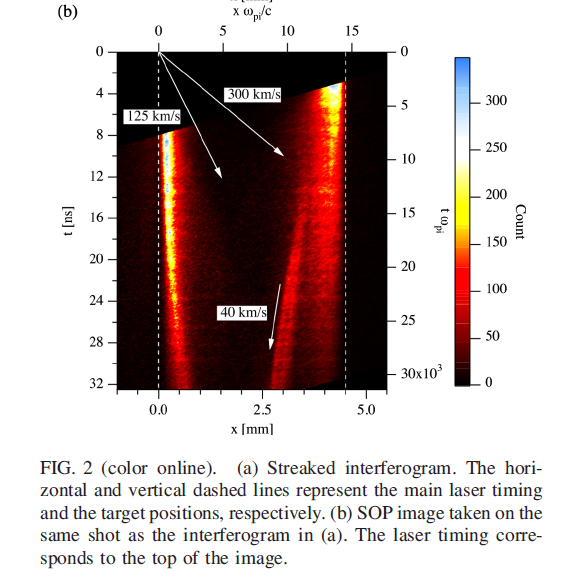 (b)
x ωpi/c
0 5 10 15
0 0
4
5
300 km/s
125 km/s
8
300
10
250
12
200
15
16
t [ns]
t ωpi
Count
150
20
20
100
24
40 km/s
25
50
28
30x10³
32
0
0.0 2.5 5.0
x [mm]
FIG. 2 (color online). (a) Streaked interferogram. The hori-
zontal and vertical dashed lines represent the main laser timing
and the target positions, respectively. (b) SOP image taken on the
same shot as the interferogram in (a). The laser timing corre-
sponds to the top of the image.